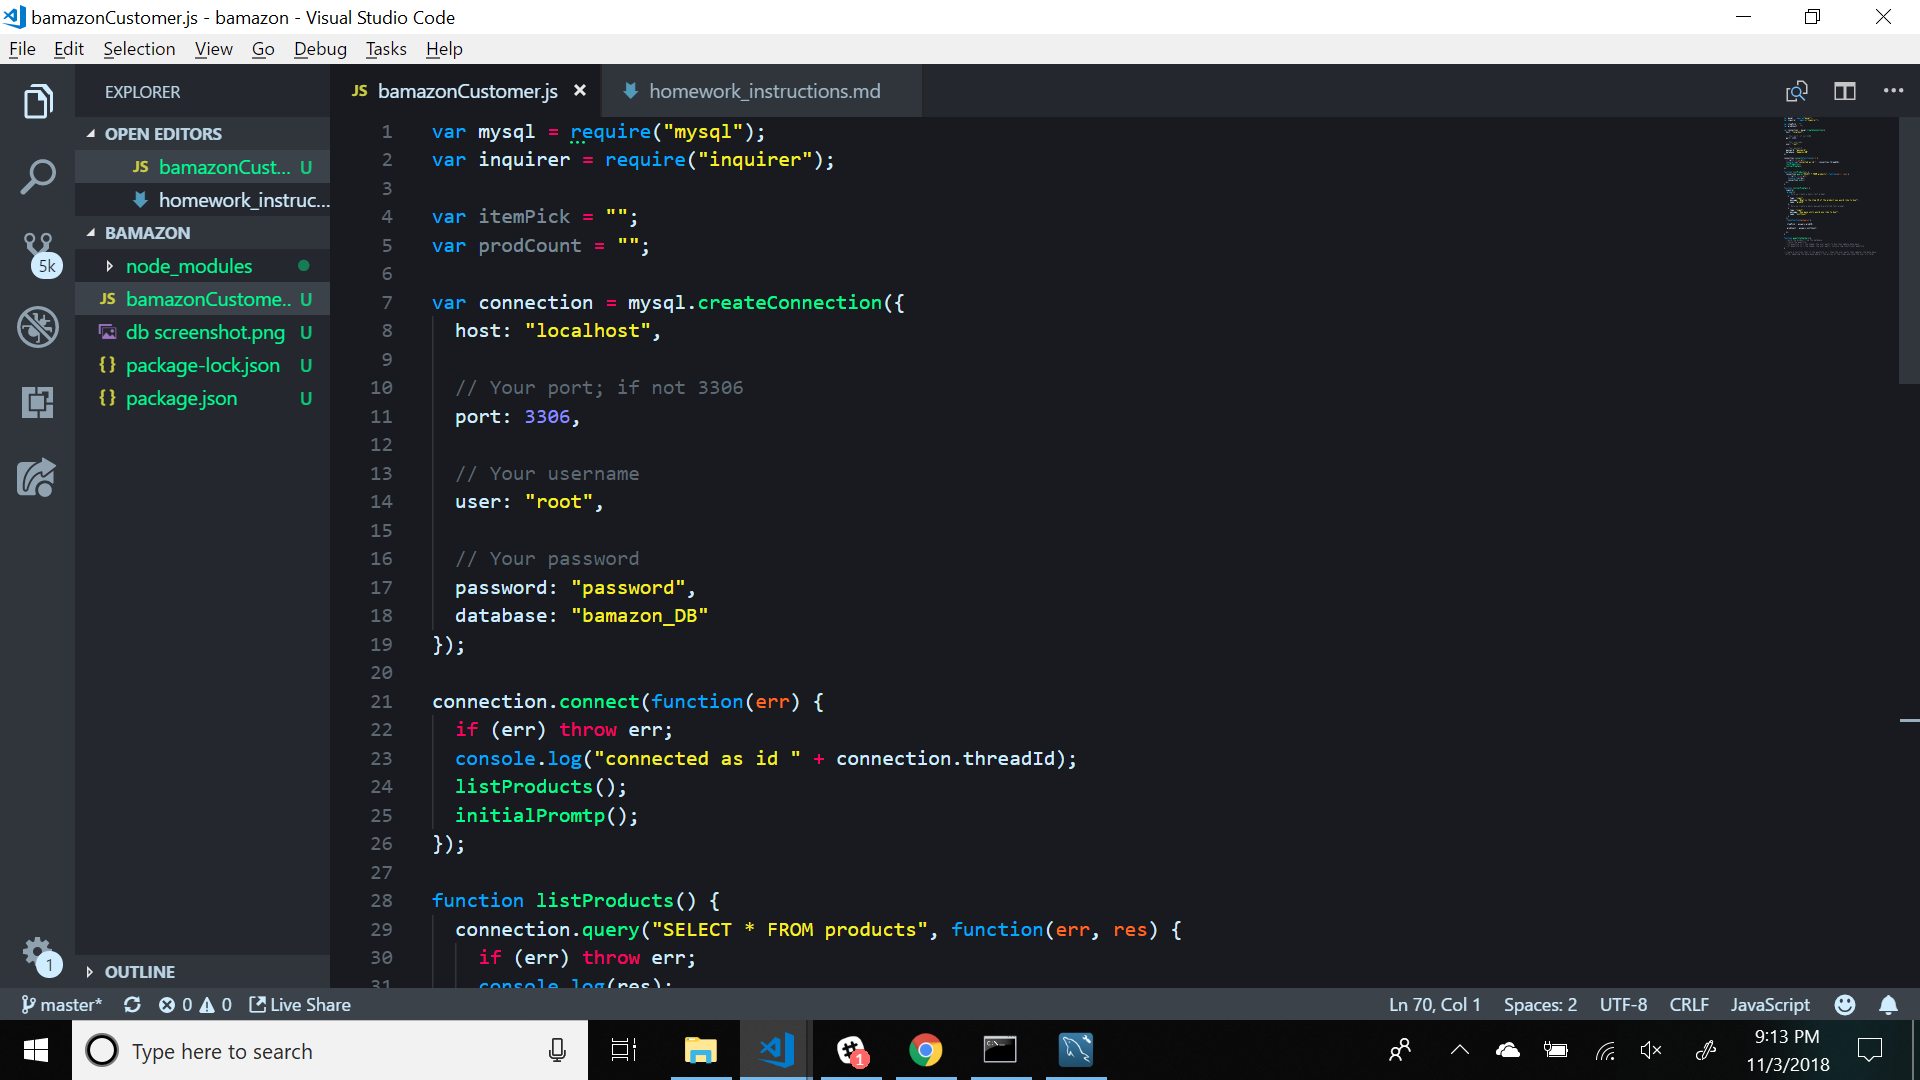 bamazonCustomer.js - bamazon - Visual Studio Code
File Edit Selection View Go Debug Tasks Help
EXPLORER
JS bamazonCustomer.js
homework_instructions.md
OPEN EDITORS
JS bamazonCust... U
homework_instruc...
5k
BAMAZON
node_modules
JS bamazonCustome.. U
db screenshot.png U
{} package-lock.json U
{} package.json U
1 var mysql = require("mysql");
2 var inquirer = require("inquirer");
3
4 var itemPick = "";
5 var prodCount = "";
6
7 var connection = mysql.createConnection({
8 host: "localhost",
9
10 // Your port; if not 3306
11 port: 3306,
12
13 // Your username
14 user: "root",
15
16 // Your password
17 password: "password",
18 database: "bamazon_DB"
19 });
20
21 connection.connect(function(err) {
22 if (err) throw err;
23 console.log("connected as id " + connection.threadId);
24 listProducts();
25 initialPromtp();
26 });
27
28 function listProducts() {
29 connection.query("SELECT * FROM products", function(err, res) {
30 if (err) throw err;
31 console.log(res);
1
OUTLINE
master* 0 0 Live Share
Ln 70, Col 1 Spaces: 2 UTF-8 CRLF JavaScript
Type here to search
1
9:13 PM
11/3/2018